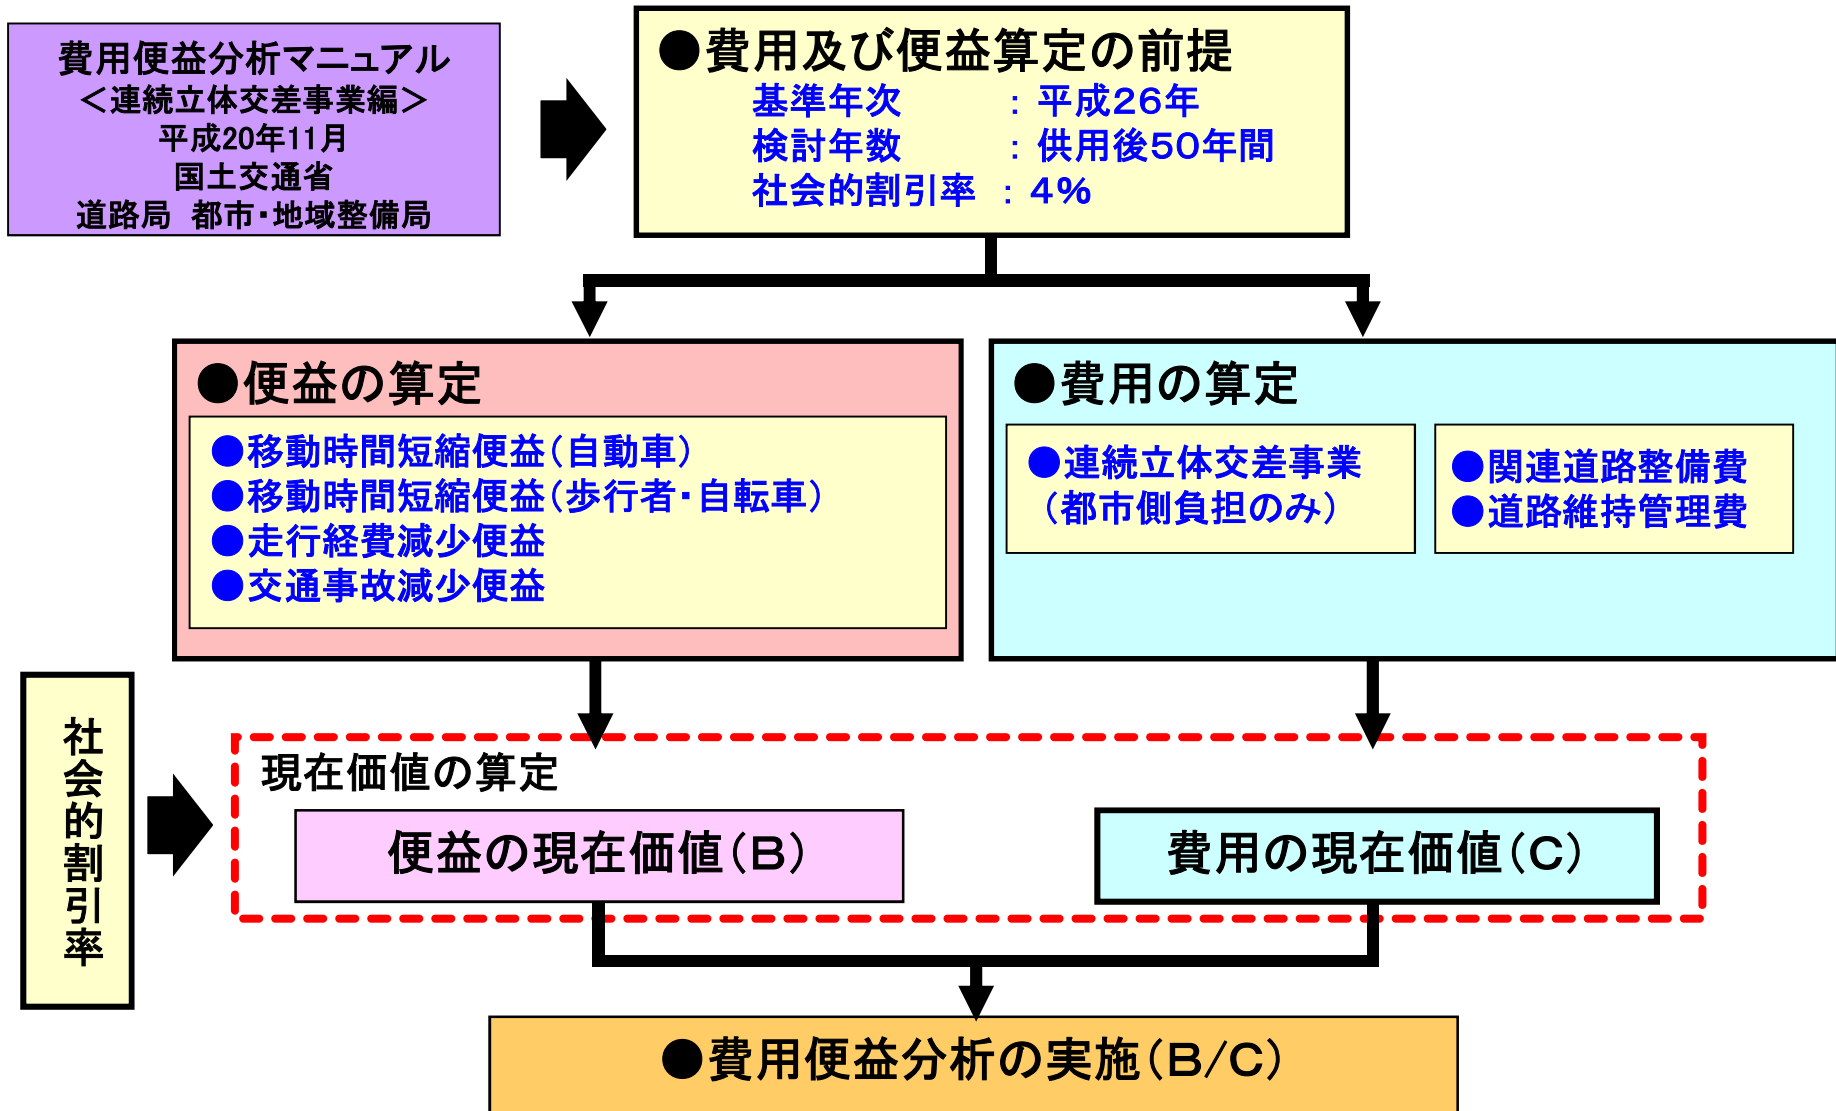 費用便益分析マニュアル
＜連続立体交差事業編＞
平成20年11月
国土交通省
道路局　都市・地域整備局
●費用及び便益算定の前提
基準年次　：平成２６年
検討年数　：供用後５０年間
社会的割引率　：４％
●便益の算定
●移動時間短縮便益（自動車）
●移動時間短縮便益（歩行者・自転車）
●走行経費減少便益
●交通事故減少便益
●費用の算定
●連続立体交差事業
（都市側負担のみ）
●関連道路整備費
●道路維持管理費
社会的割引率
現在価値の算定
便益の現在価値（Ｂ）
費用の現在価値（Ｃ）
●費用便益分析の実施（Ｂ／Ｃ）